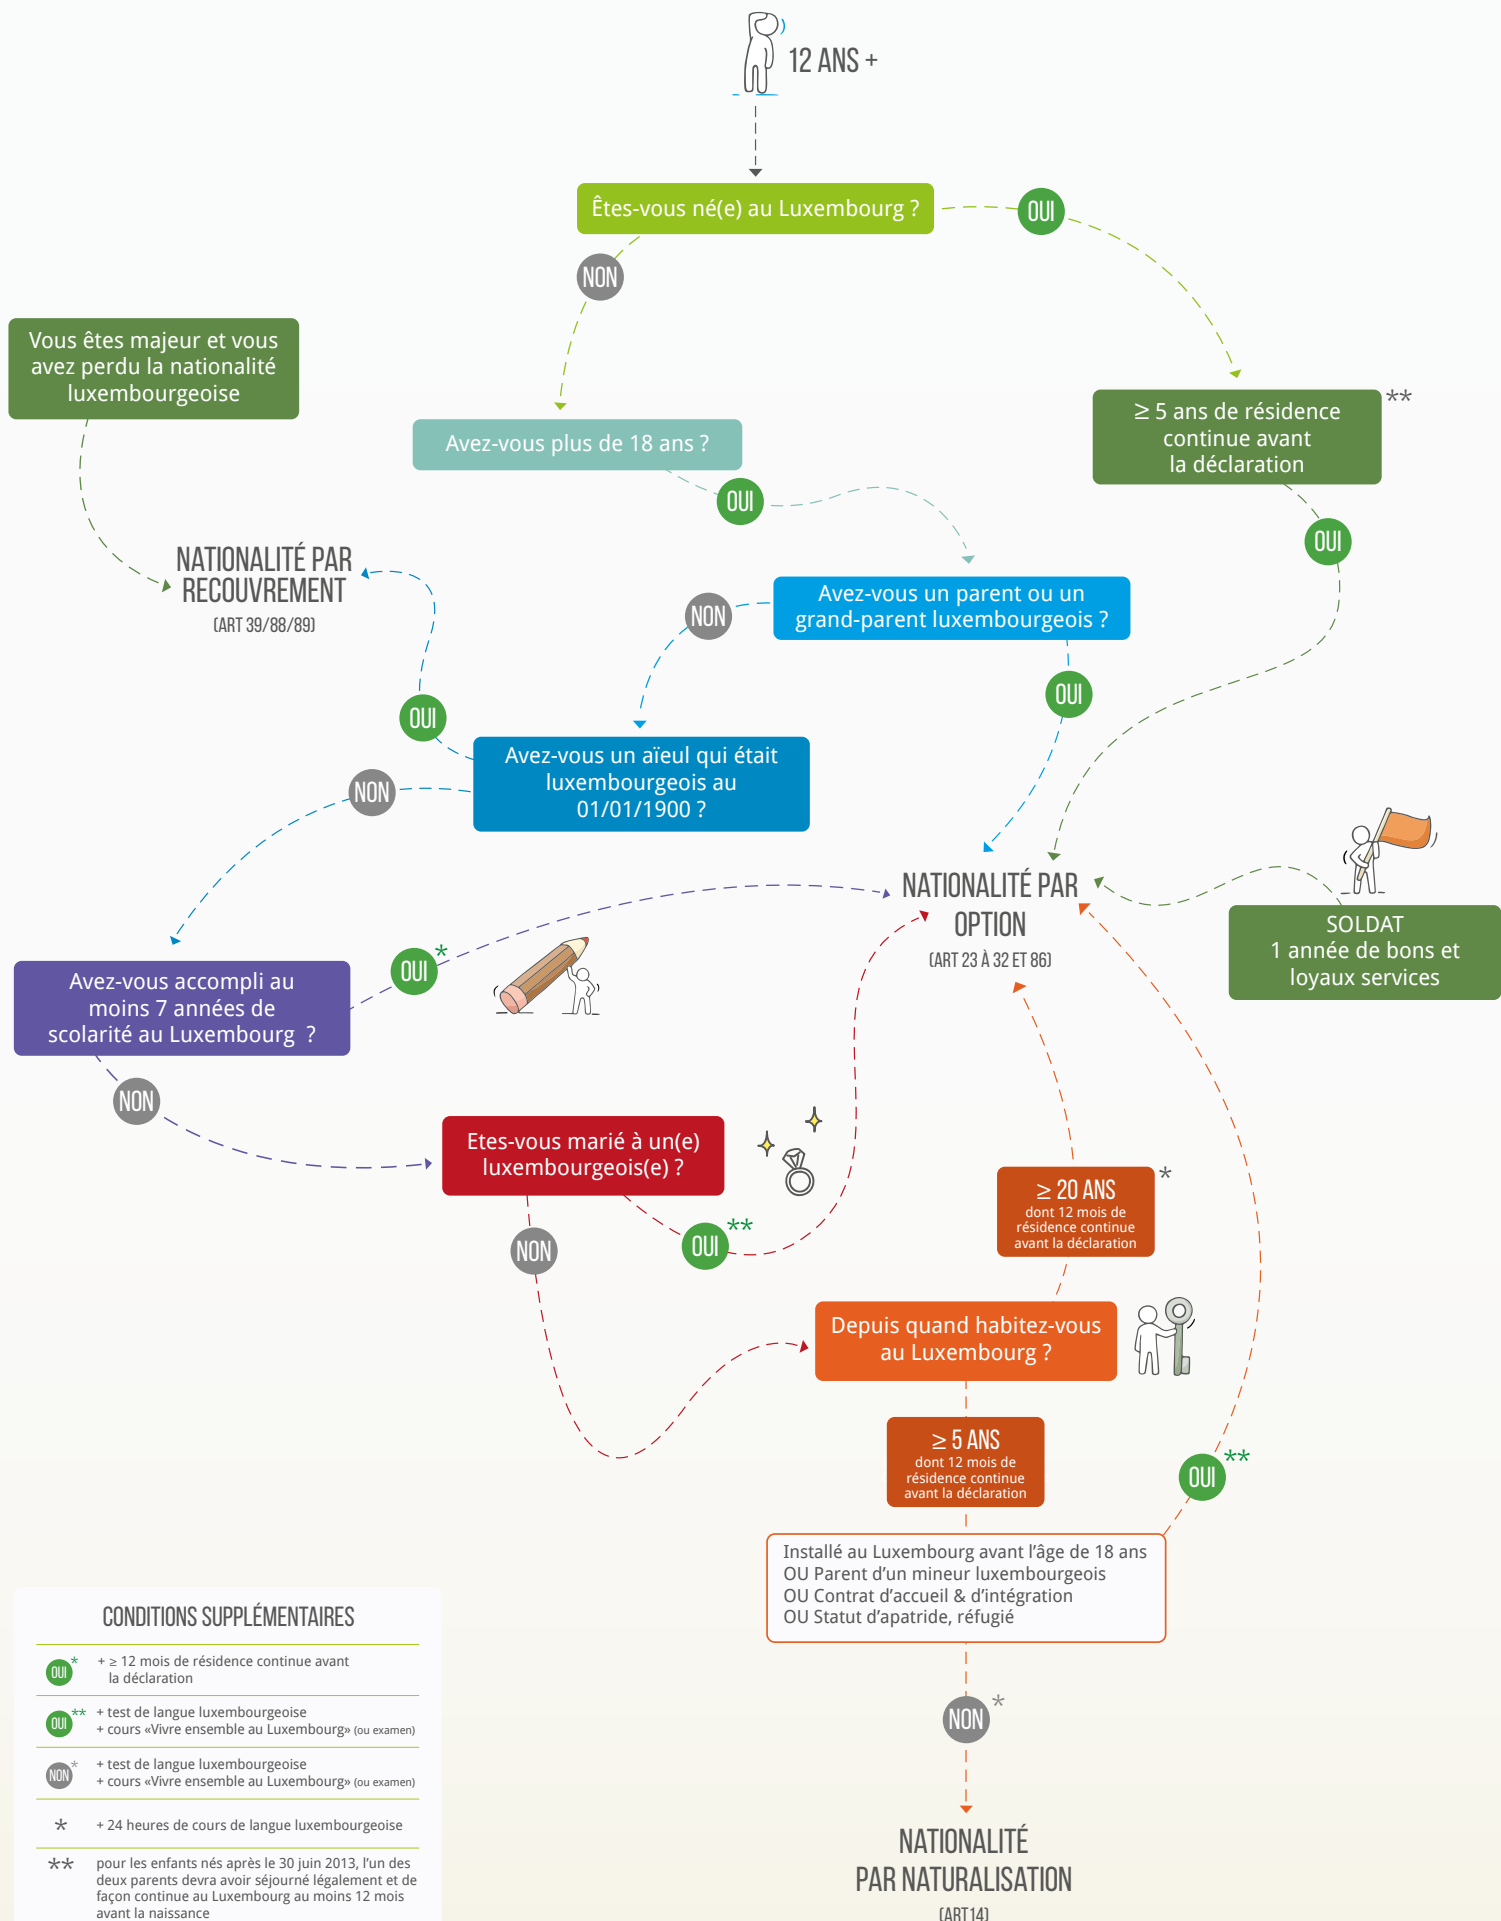 12 ANS +
Êtes-vous né(e) au Luxembourg ?
OUI
NON
Vous êtes majeur et vous
avez perdu la nationalité
luxembourgeoise
≥ 5 ans de résidence
continue avant
la déclaration
**
Avez-vous plus de 18 ans ?
OUI
OUI
NATIONALITÉ PAR
RECOUVREMENT
(ART 39/88/89)
Avez-vous un parent ou un
grand-parent luxembourgeois ?
NON
OUI
OUI
Avez-vous un aïeul qui était
luxembourgeois au
01/01/1900 ?
NON
NATIONALITÉ PAR
OPTION
(ART 23 À 32 ET 86)
SOLDAT
1 année de bons et
loyaux services
Avez-vous accompli au
moins 7 années de
scolarité au Luxembourg ?
OUI *
NON
Etes-vous marié à un(e)
luxembourgeois(e) ?
OUI **
NON
≥ 20 ANS *
dont 12 mois de
résidence continue
avant la déclaration
Depuis quand habitez-vous
au Luxembourg ?
≥ 5 ANS
dont 12 mois de
résidence continue
avant la déclaration
OUI **
Installé au Luxembourg avant l’âge de 18 ans
OU Parent d’un mineur luxembourgeois
OU Contrat d’accueil & d’intégration
OU Statut d’apatride, réfugié
NON *
NATIONALITÉ
PAR NATURALISATION
(ART14)
CONDITIONS SUPPLÉMENTAIRES
OUI * + ≥ 12 mois de résidence continue avant
la déclaration
OUI ** + test de langue luxembourgeoise
+ cours «Vivre ensemble au Luxembourg» (ou examen)
NON * + test de langue luxembourgeoise
+ cours «Vivre ensemble au Luxembourg» (ou examen)
* + 24 heures de cours de langue luxembourgeoise
** pour les enfants nés après le 30 juin 2013, l’un des
deux parents devra avoir séjourné légalement et de
façon continue au Luxembourg au moins 12 mois
avant la naissance